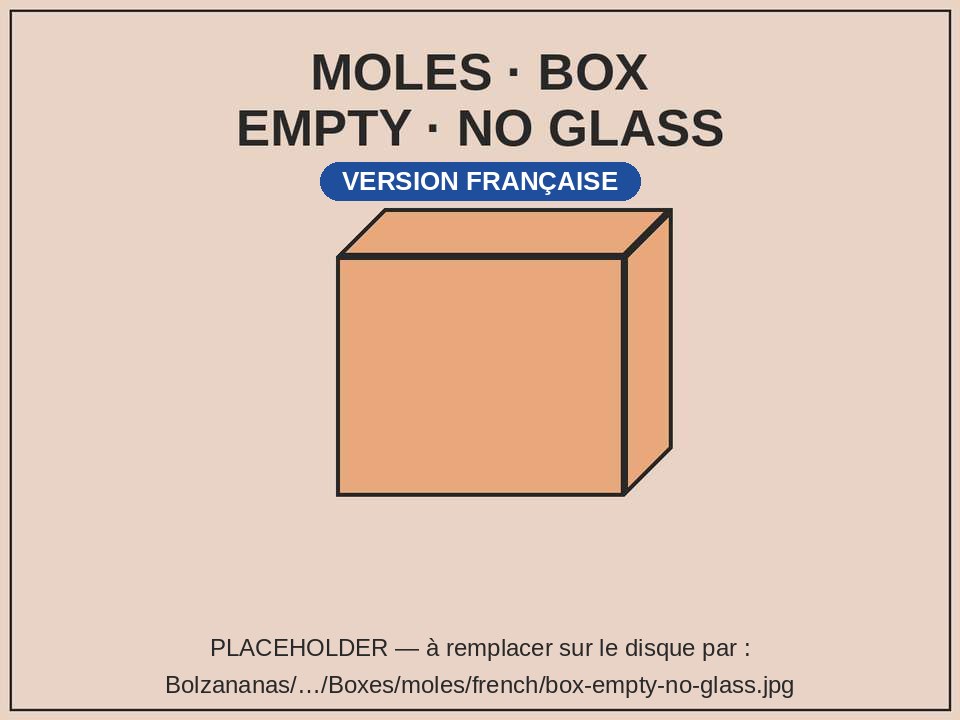 MOLES · BOX
EMPTY · NO GLASS
VERSION FRANÇAISE
PLACEHOLDER — à remplacer sur le disque par :
Bolzananas/…/Boxes/moles/french/box-empty-no-glass.jpg